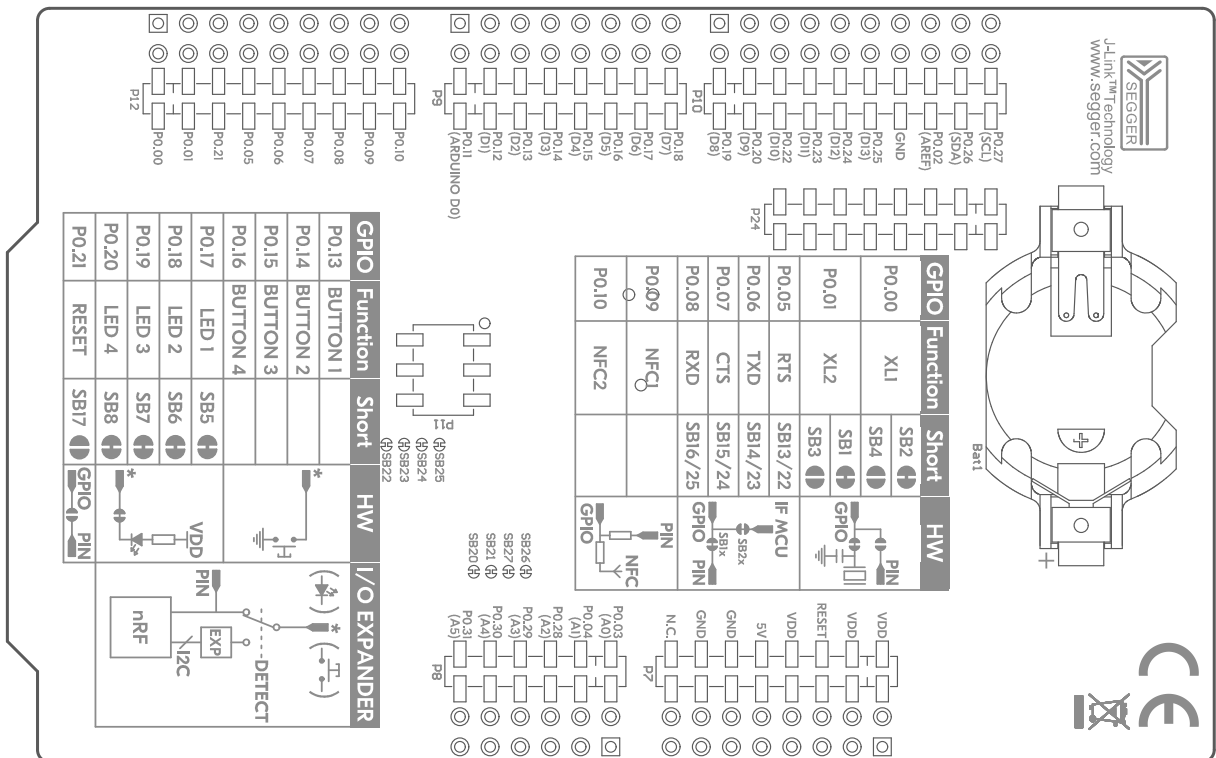 J-Link™Technology
www.segger.com
SEGGER
P12
P0.00
P0.01
P0.21
P0.05
P0.06
P0.07
P0.08
P0.09
P0.10
P9
P0.11
(ARDUINO D0)
P0.12
(D1)
P0.13
(D2)
P0.14
(D3)
P0.15
(D4)
P0.16
(D5)
P0.17
(D6)
P0.18
(D7)
P10
P0.19
(D8)
P0.20
(D9)
P0.22
(D10)
P0.23
(D11)
P0.24
(D12)
P0.25
(D13)
GND
P0.02
(AREF)
P0.26
(SDA)
P0.27
(SCL)
P24
GPIO Function Short HW
P0.00 XL1 SB2
SB4
P0.01 XL2 SB1
SB3
P0.05 RTS SB13/22
P0.06 TXD SB14/23
P0.07 CTS SB15/24
P0.08 RXD SB16/25
P0.09 NFC1
P0.10 NFC2
PIN
GPIO
IF MCU
SB2x
SB1x
GPIO PIN
PIN
GPIO NFC
Bat1
+
GPIO Function Short HW
P0.13 BUTTON 1
P0.14 BUTTON 2
P0.15 BUTTON 3
P0.16 BUTTON 4
P0.17 LED 1 SB5
P0.18 LED 2 SB6
P0.19 LED 3 SB7
P0.20 LED 4 SB8
P0.21 RESET SB17
*
* VDD
GPIO PIN
I/O EXPANDER
*
DETECT
PIN
EXP
I2C
nRF
P11
SB25
SB24
SB23
SB22
SB26
SB27
SB21
SB20
P8
P0.03
(A0)
P0.04
(A1)
P0.28
(A2)
P0.29
(A3)
P0.30
(A4)
P0.31
(A5)
P7
VDD
VDD
RESET
VDD
5V
GND
GND
N.C.
CE